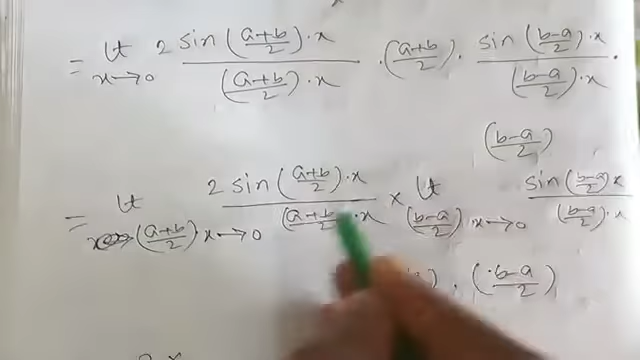 = lt x→0 2 sin((a+b)/2)·x / ((a+b)/2)·x · ((a+b)/2) · sin((b-a)/2)·x / ((b-a)/2)·x ·
((b-a)/2)
= lt ((a+b)/2)·x→0 2 sin((a+b)/2)·x / ((a+b)/2)·x × lt ((b-a)/2)x→0 sin((b-a)/2)x / ((b-a)/2)·x
) · (·(b-a)/2)